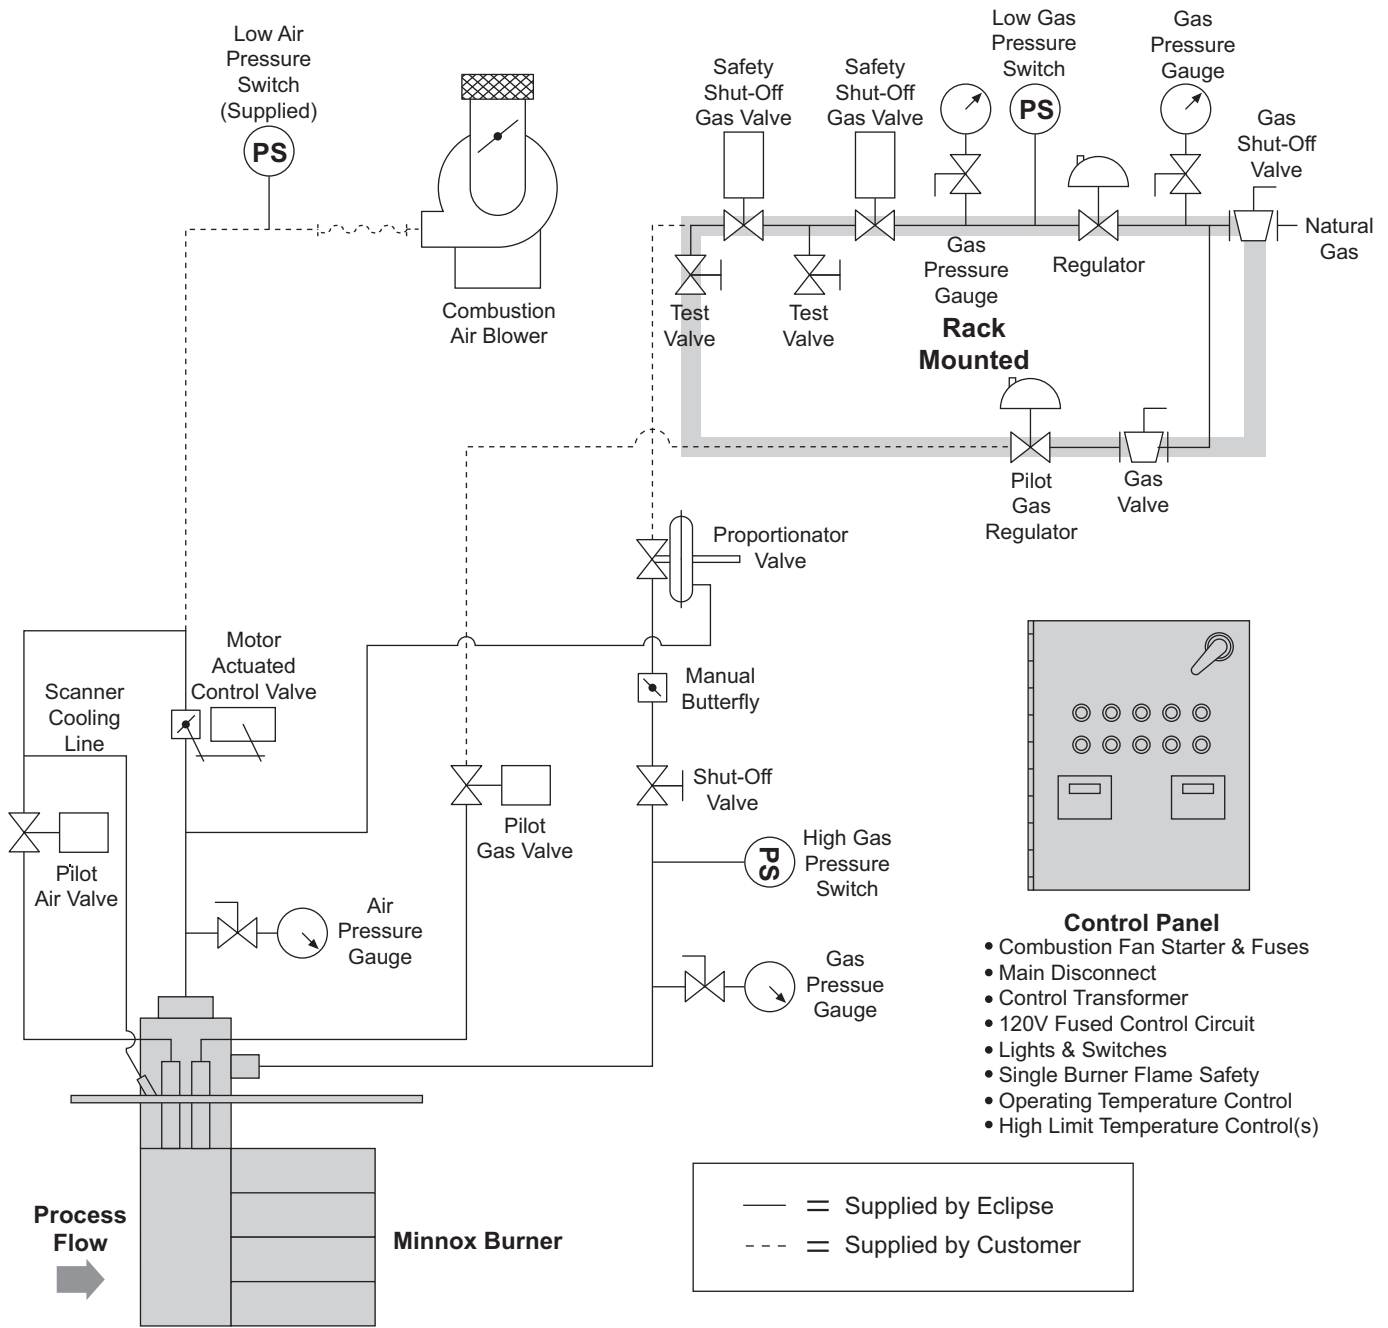 Low Air
Pressure
Switch
(Supplied)
PS
Combustion
Air Blower
Safety
Shut-Off
Gas Valve
Safety
Shut-Off
Gas Valve
Low Gas
Pressure
Switch
PS
Gas
Pressure
Gauge
Gas
Shut-Off
Valve
Natural
Gas
Gas
Pressure
Gauge
Regulator
Test
Valve
Test
Valve
Rack
Mounted
Pilot
Gas
Regulator
Gas
Valve
Proportionator
Valve
Motor
Actuated
Control Valve
Scanner
Cooling
Line
Manual
Butterfly
Shut-Off
Valve
Pilot
Gas Valve
Pilot
Air Valve
PS
High Gas
Pressure
Switch
Air
Pressure
Gauge
Gas
Pressue
Gauge
Control Panel
• Combustion Fan Starter & Fuses
• Main Disconnect
• Control Transformer
• 120V Fused Control Circuit
• Lights & Switches
• Single Burner Flame Safety
• Operating Temperature Control
• High Limit Temperature Control(s)
Process
Flow
Minnox Burner
= Supplied by Eclipse
= Supplied by Customer